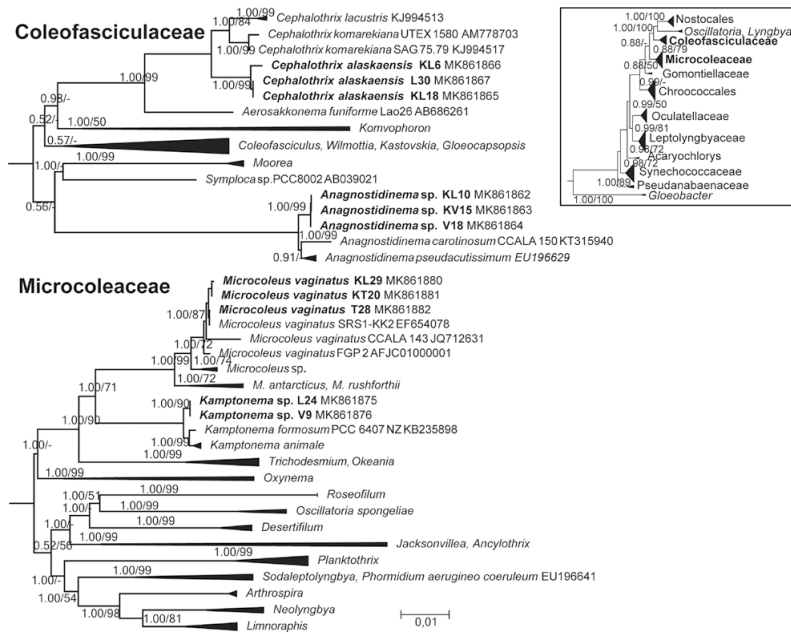 Coleofasciculaceae
1.00/99
Cephalothrix lacustris KJ994513
1.00/84
Cephalothrix komarekiana UTEX 1580 AM778703
1.00/99
Cephalothrix komarekiana SAG 75.79 KJ994517
Cephalothrix alaskaensis KL6 MK861866
1.00/99
Cephalothrix alaskaensis L30 MK861867
1.00/99
Cephalothrix alaskaensis KL18 MK861865
0.98/-
Aerosakkonema funiforme Lao26 AB686261
0.52/-
1.00/50
Komvophoron
0.57/-
Coleofasciculus, Wilmottia, Kastovskia, Gloeocapsopsis
1.00/99
Moorea
1.00/-
Symploca sp. PCC8002 AB039021
0.56/-
Anagnostidinema sp. KL10 MK861862
1.00/99
Anagnostidinema sp. KV15 MK861863
Anagnostidinema sp. V18 MK861864
1.00/99
Anagnostidinema carotinosum CCALA 150 KT315940
0.91/-
Anagnostidinema pseudacutissimum EU196629
1.00/100
Nostocales
1.00/100
Oscillatoria, Lyngbya
0.88/-
Coleofasciculaceae
0.88/79
Microcoleaceae
0.88/50
Gomontiellaceae
0.99/-
Chroococcales
0.99/50
Oculatellaceae
0.99/81
Leptolyngbyaceae
0.98/72
Acaryochlorys
0.98/72
Synechococcaceae
1.00/89
Pseudanabaenaceae
Gloeobacter
1.00/100
Microcoleaceae
Microcoleus vaginatus KL29 MK861880
Microcoleus vaginatus KT20 MK861881
1.00/87
Microcoleus vaginatus T28 MK861882
Microcoleus vaginatus SRS1-KK2 EF654078
Microcoleus vaginatus CCALA 143 JQ712631
1.00/72
Microcoleus vaginatus FGP 2 AFJC01000001
1.00/99
1.00/74
Microcoleus sp.
1.00/72
M. antarcticus, M. rushforthii
1.00/71
Kamptonema sp. L24 MK861875
1.00/90
Kamptonema sp. V9 MK861876
1.00/90
Kamptonema formosum PCC 6407 NZ KB235898
1.00/99
Kamptonema animale
1.00/-
1.00/99
Trichodesmium, Okeania
1.00/99
Oxynema
1.00/51
1.00/99
Roseofilum
1.00/-
1.00/99
Oscillatoria spongeliae
1.00/-
1.00/99
Desertifilum
0.52/56
1.00/99
Jacksonvillea, Ancylothrix
1.00/99
Planktothrix
1.00/-
1.00/99
Sodaleptolyngbya, Phormidium aerugineo coeruleum EU196641
1.00/54
1.00/99
Arthrospira
1.00/98
Neolyngbya
1.00/81
Limnoraphis
0,01